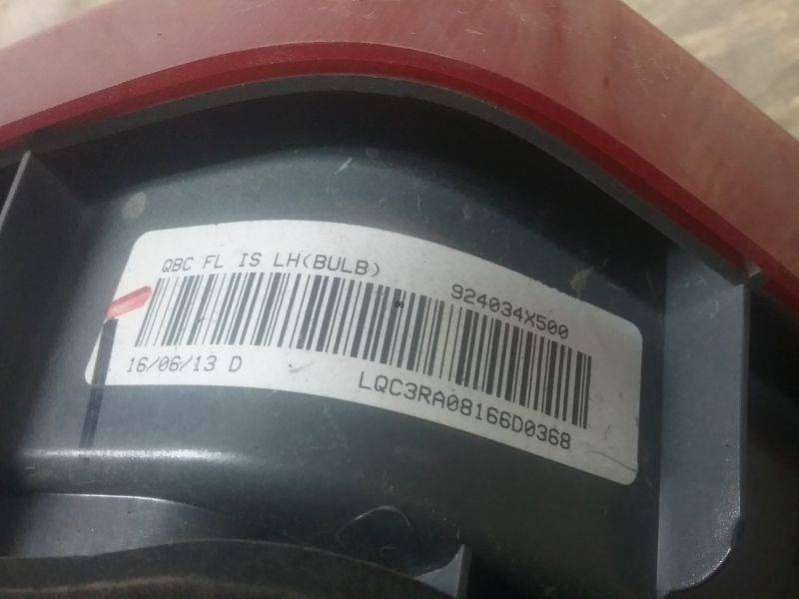 QBC FL IS LH(BULB) 924034X500
16/06/13 D LQC3RA08166D0368